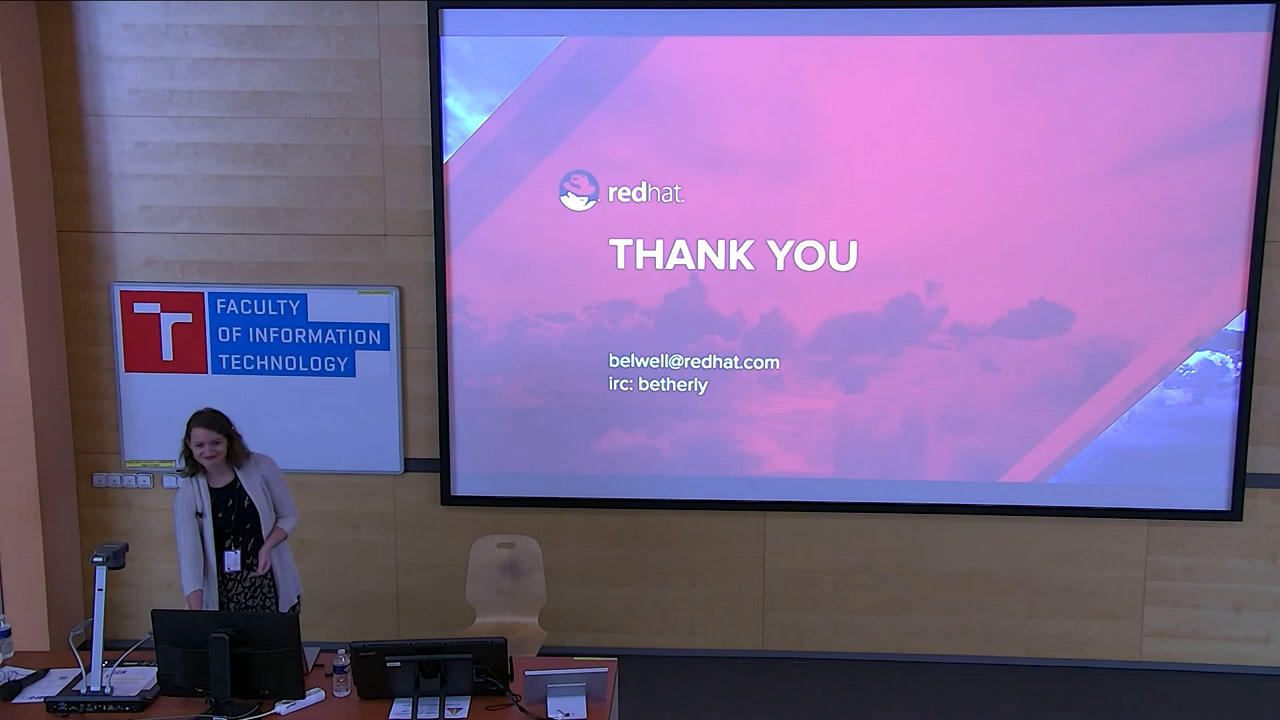 redhat.
THANK YOU
belwell@redhat.com
irc: betherly
FACULTY
OF INFORMATION
TECHNOLOGY